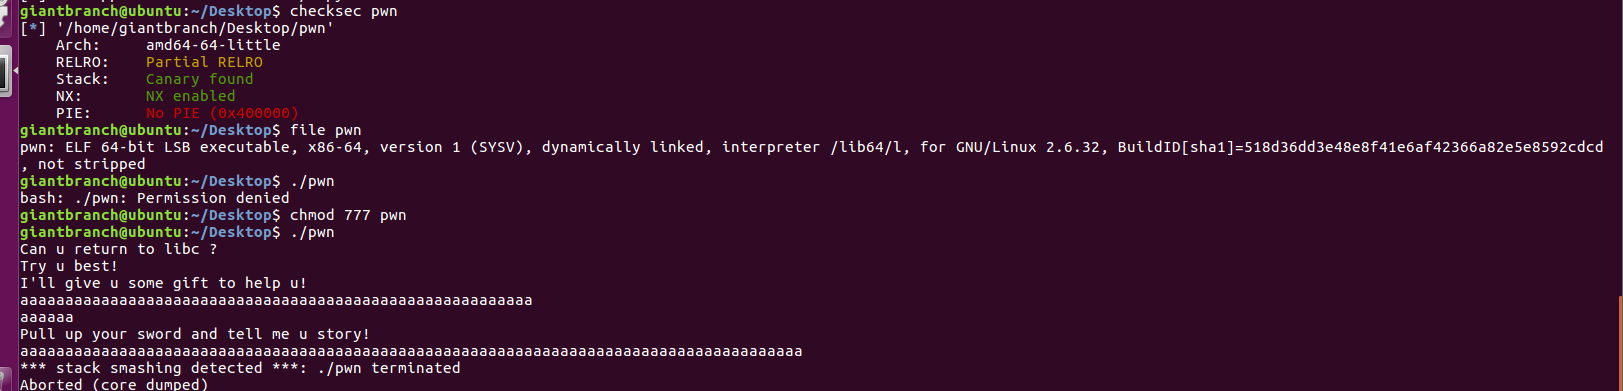 giantbranch@ubuntu:~/Desktop$ checksec pwn
[*] '/home/giantbranch/Desktop/pwn'
    Arch:     amd64-64-little
    RELRO:    Partial RELRO
    Stack:    Canary found
    NX:       NX enabled
    PIE:      No PIE (0x400000)
giantbranch@ubuntu:~/Desktop$ file pwn
pwn: ELF 64-bit LSB executable, x86-64, version 1 (SYSV), dynamically linked, interpreter /lib64/l, for GNU/Linux 2.6.32, BuildID[sha1]=518d36dd3e48e8f41e6af42366a82e5e8592cdcd
, not stripped
giantbranch@ubuntu:~/Desktop$ ./pwn
bash: ./pwn: Permission denied
giantbranch@ubuntu:~/Desktop$ chmod 777 pwn
giantbranch@ubuntu:~/Desktop$ ./pwn
Can u return to libc ?
Try u best!
I'll give u some gift to help u!
aaaaaaaaaaaaaaaaaaaaaaaaaaaaaaaaaaaaaaaaaaaaaaaaaaaaaaaaa
aaaaaa
Pull up your sword and tell me u story!
aaaaaaaaaaaaaaaaaaaaaaaaaaaaaaaaaaaaaaaaaaaaaaaaaaaaaaaaaaaaaaaaaaaaaaaaaaaaaaaaaaaaaaa
*** stack smashing detected ***: ./pwn terminated
Aborted (core dumped)